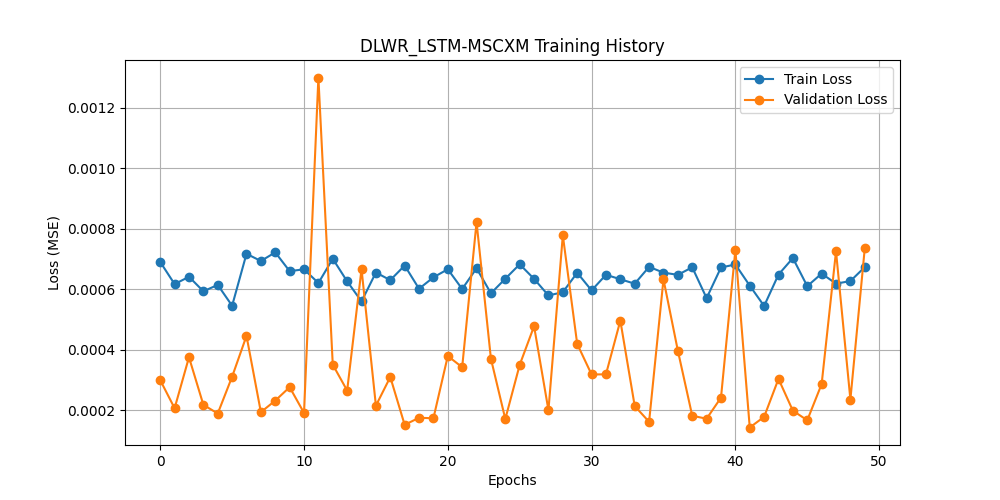 DLWR_LSTM-MSCXM Training History
Train Loss
Validation Loss
Loss (MSE)
0.0012
0.0010
0.0008
0.0006
0.0004
0.0002
0 10 20 30 40 50
Epochs